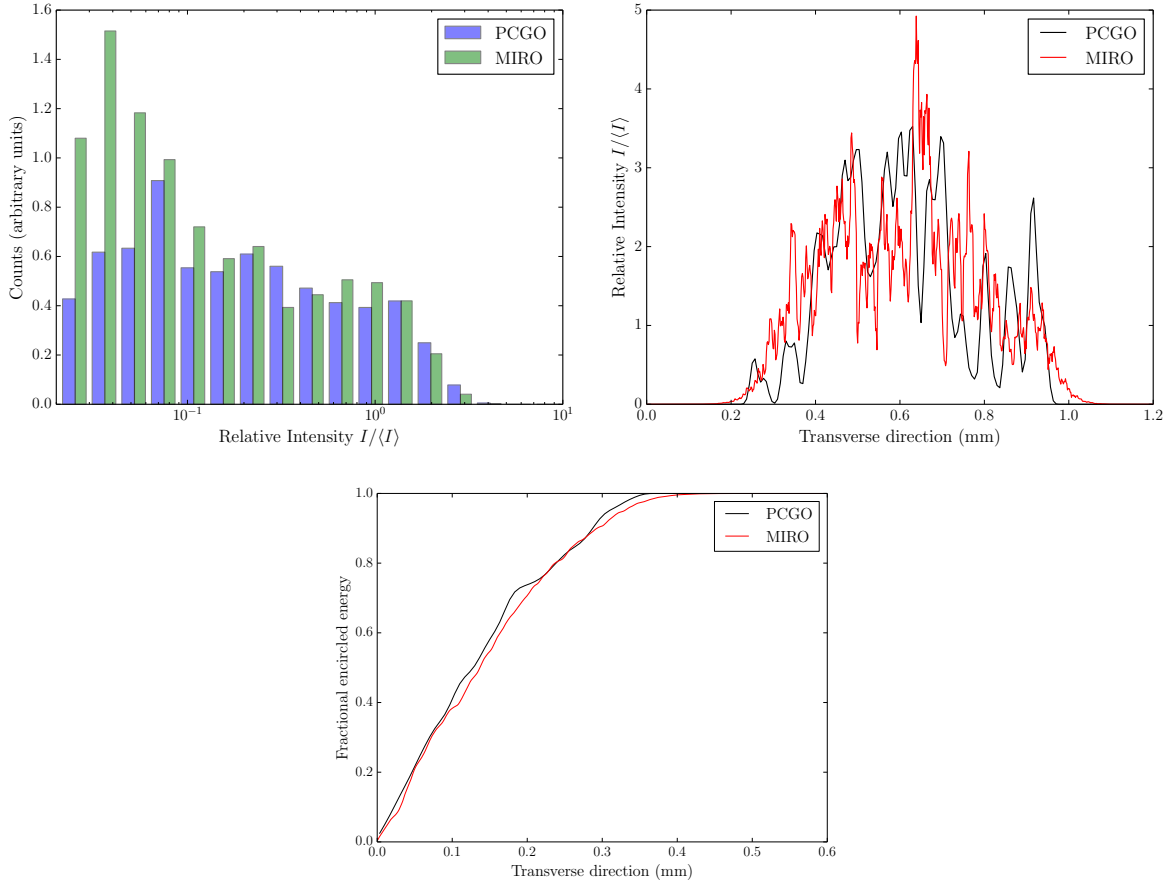 1.6
1.4
1.2
1.0
0.8
0.6
0.4
0.2
0.0
Counts (arbitrary units)
10⁻¹
10⁰
10¹
Relative Intensity I/⟨I⟩
PCGO
MIRO
5
4
3
2
1
0
Relative Intensity I/⟨I⟩
0.0 0.2 0.4 0.6 0.8 1.0 1.2
Transverse direction (mm)
PCGO
MIRO
1.0
0.8
0.6
0.4
0.2
0.0
Fractional encircled energy
0.0 0.1 0.2 0.3 0.4 0.5 0.6
Transverse direction (mm)
PCGO
MIRO